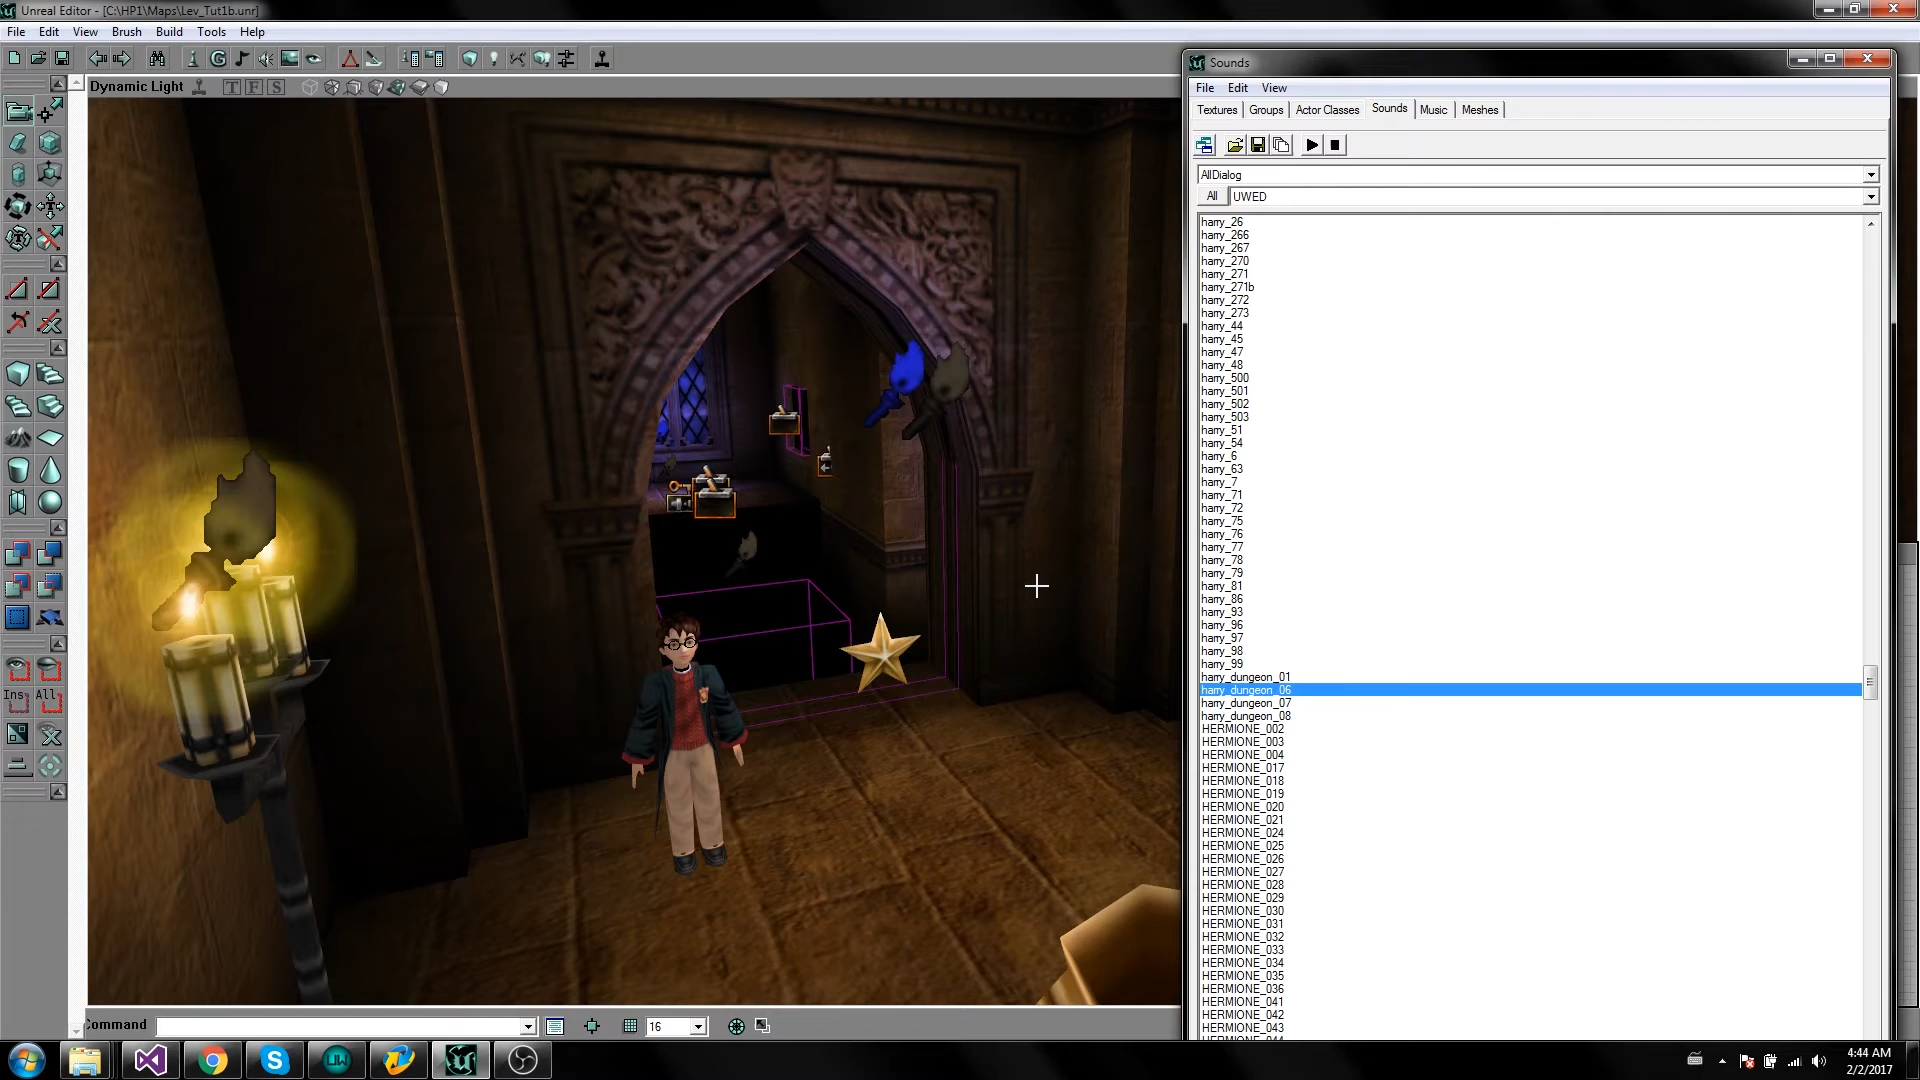 Unreal Editor - [C:\HP1\Maps\Lev_Tut1b.unr]
File Edit View Brush Build Tools Help
Dynamic Light T F S
Ins All
Command 16
Sounds
File Edit View
Textures Groups Actor Classes Sounds Music Meshes
AllDialog
All UWED
harry_26
harry_266
harry_267
harry_270
harry_271
harry_271b
harry_272
harry_273
harry_44
harry_45
harry_47
harry_48
harry_500
harry_501
harry_502
harry_503
harry_51
harry_54
harry_6
harry_63
harry_7
harry_71
harry_72
harry_75
harry_76
harry_77
harry_78
harry_79
harry_81
harry_86
harry_93
harry_96
harry_97
harry_98
harry_99
harry_dungeon_01
harry_dungeon_06
harry_dungeon_07
harry_dungeon_08
HERMIONE_002
HERMIONE_003
HERMIONE_004
HERMIONE_017
HERMIONE_018
HERMIONE_019
HERMIONE_020
HERMIONE_021
HERMIONE_024
HERMIONE_025
HERMIONE_026
HERMIONE_027
HERMIONE_028
HERMIONE_029
HERMIONE_030
HERMIONE_031
HERMIONE_032
HERMIONE_033
HERMIONE_034
HERMIONE_035
HERMIONE_036
HERMIONE_041
HERMIONE_042
HERMIONE_043
4:44 AM
2/2/2017